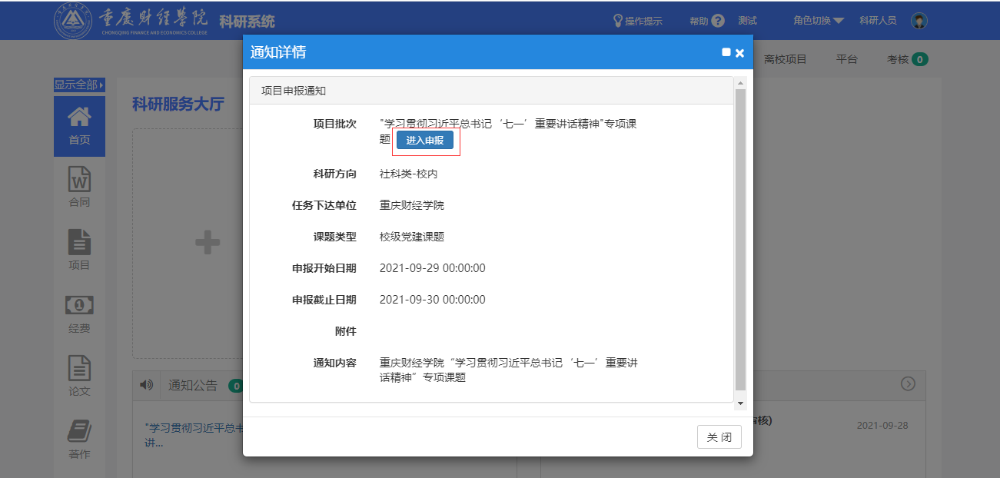 重庆财经学院 科研系统
CHONGQING FINANCE AND ECONOMICS COLLEGE
操作提示 帮助 ? 测试 角色切换 科研人员
离校项目 平台 考核 0
显示全部
首页
合同
项目
经费
论文
著作
科研服务大厅
通知公告 0
"学习贯彻习近平总书
讲...
审核) 2021-09-28
通知详情
项目申报通知
项目批次 "学习贯彻习近平总书记‘七一’重要讲话精神"专项课
题 进入申报
科研方向 社科类-校内
任务下达单位 重庆财经学院
课题类型 校级党建课题
申报开始日期 2021-09-29 00:00:00
申报截止日期 2021-09-30 00:00:00
附件
通知内容 重庆财经学院“学习贯彻习近平总书记‘七一’重要讲
话精神”专项课题
关 闭